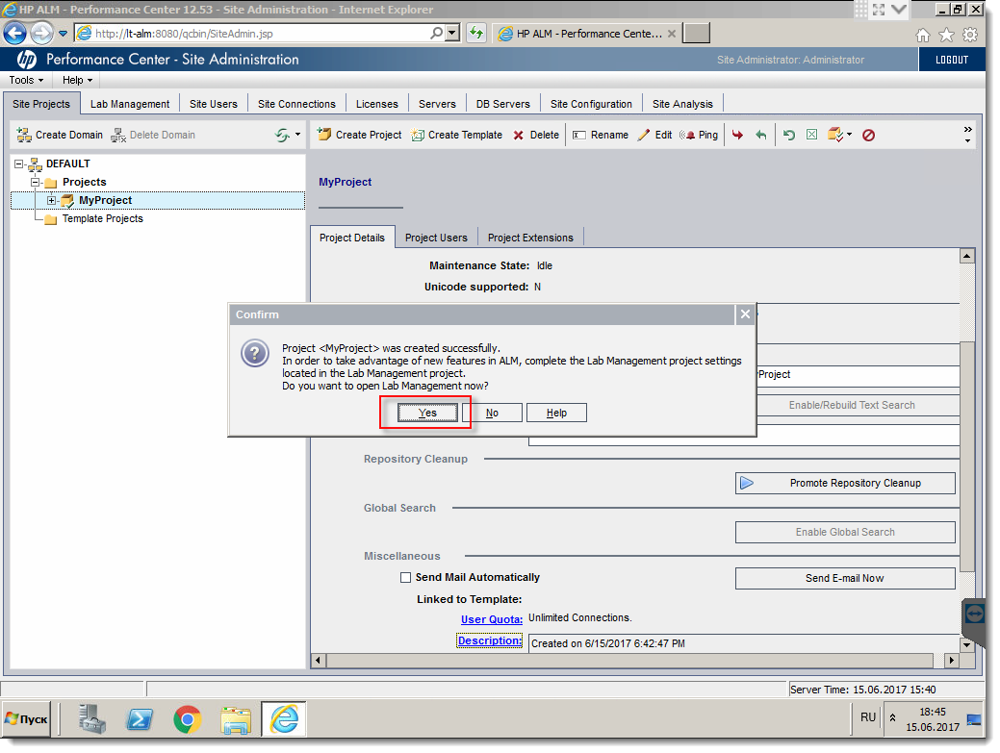 HP ALM - Performance Center 12.53 - Site Administration - Internet Explorer
http://lt-alm:8080/qcbin/SiteAdmin.jsp
HP ALM - Performance Cente...
hp
Performance Center - Site Administration
Site Administrator: Administrator
LOGOUT
Tools
Help
Site Projects
Lab Management
Site Users
Site Connections
Licenses
Servers
DB Servers
Site Configuration
Site Analysis
Create Domain
Delete Domain
Create Project
Create Template
Delete
Rename
Edit
Ping
DEFAULT
Projects
MyProject
Template Projects
MyProject
Project Details
Project Users
Project Extensions
Maintenance State: Idle
Unicode supported: N
Confirm
Project <MyProject> was created successfully.
In order to take advantage of new features in ALM, complete the Lab Management project settings
located in the Lab Management project.
Do you want to open Lab Management now?
Yes
No
Help
yProject
Enable/Rebuild Text Search
Repository Cleanup
Promote Repository Cleanup
Global Search
Enable Global Search
Miscellaneous
Send Mail Automatically
Send E-mail Now
Linked to Template:
User Quota: Unlimited Connections.
Description: Created on 6/15/2017 6:42:47 PM
Server Time: 15.06.2017 15:40
Пуск
RU
18:45
15.06.2017